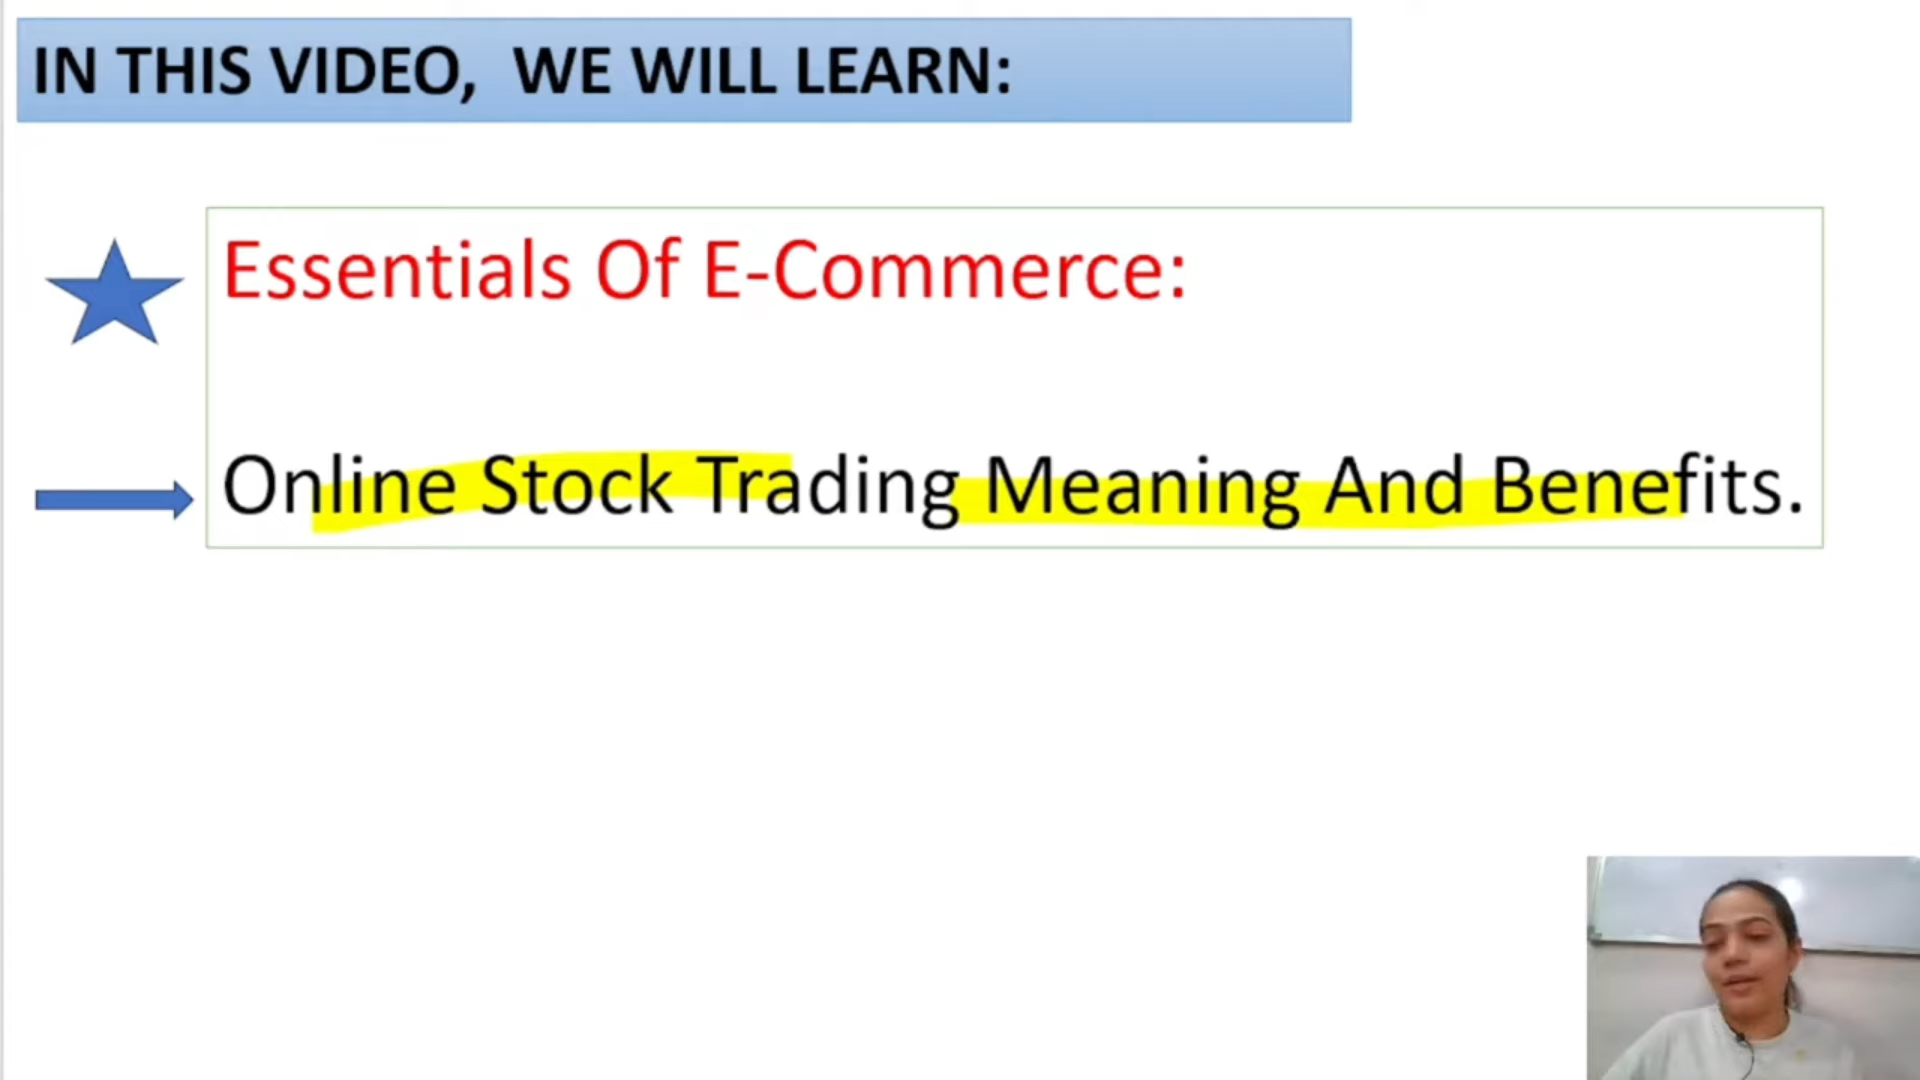 IN THIS VIDEO, WE WILL LEARN:
Essentials Of E-Commerce:
Online Stock Trading Meaning And Benefits.